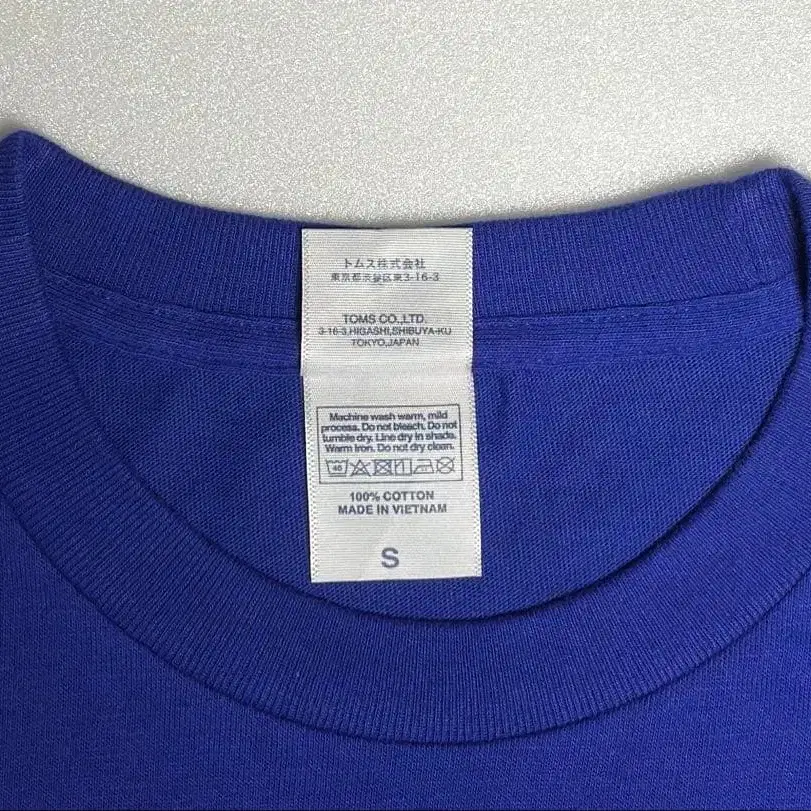 トムス株式会社
東京都渋谷区東3-16-3
TOMS CO.,LTD.
3-16-3,HIGASHI,SHIBUYA-KU
TOKYO,JAPAN
Machine wash warm, mild
process. Do not bleach. Do not
tumble dry. Line dry in shade.
Warm Iron. Do not dry clean.
40
100% COTTON
MADE IN VIETNAM
S